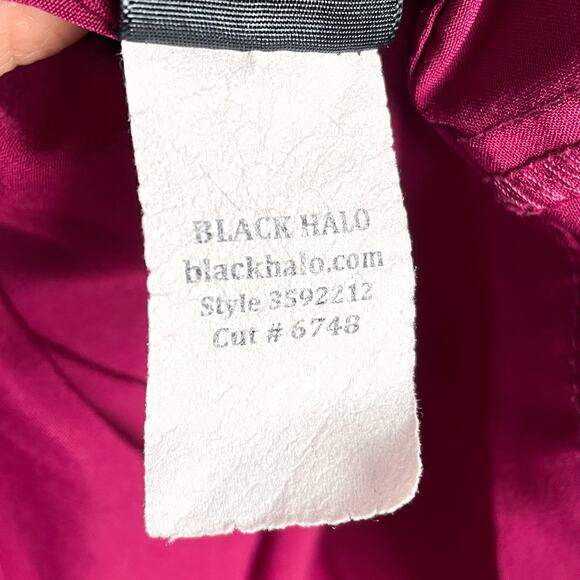 BLACK HALO
blackhalo.com
Style 3592212
Cut # 6748